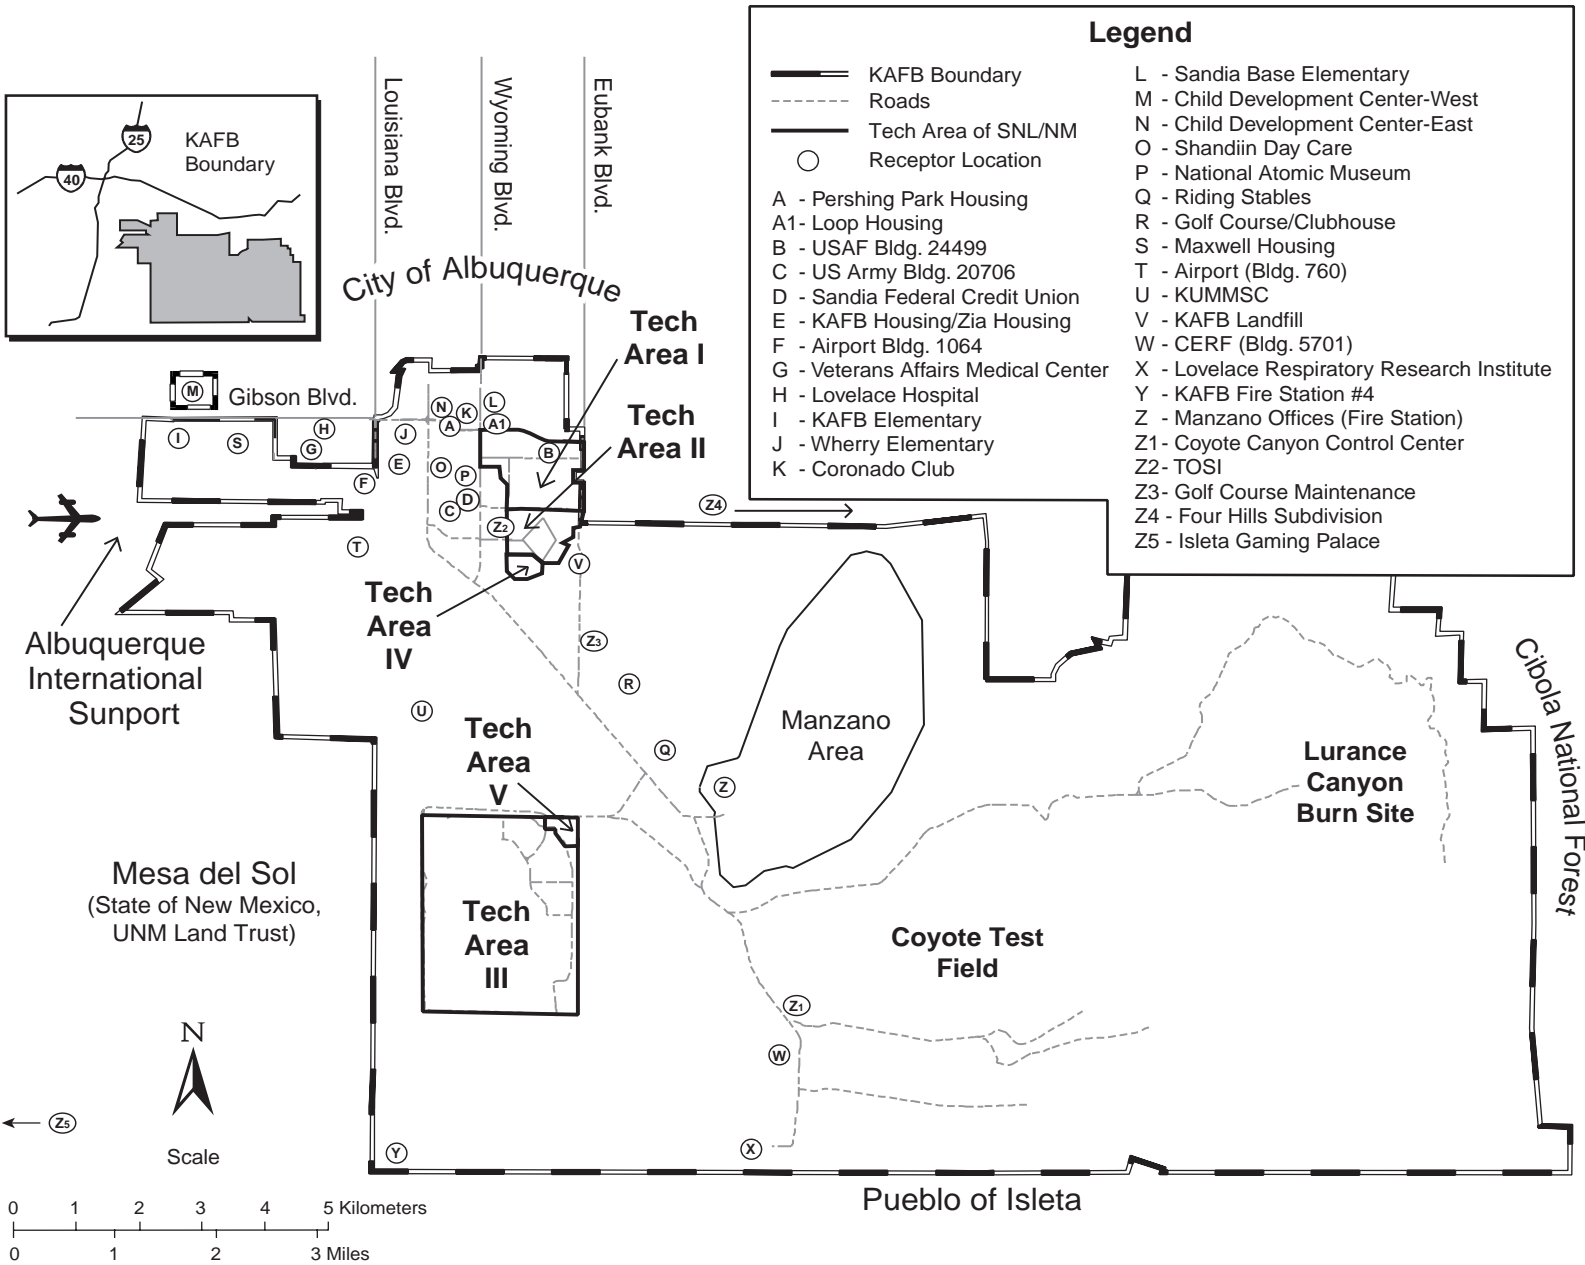 Legend
KAFB Boundary
Roads
Tech Area of SNL/NM
Receptor Location
A - Pershing Park Housing
A1- Loop Housing
B - USAF Bldg. 24499
C - US Army Bldg. 20706
D - Sandia Federal Credit Union
E - KAFB Housing/Zia Housing
F - Airport Bldg. 1064
G - Veterans Affairs Medical Center
H - Lovelace Hospital
I - KAFB Elementary
J - Wherry Elementary
K - Coronado Club
L - Sandia Base Elementary
M - Child Development Center-West
N - Child Development Center-East
O - Shandiin Day Care
P - National Atomic Museum
Q - Riding Stables
R - Golf Course/Clubhouse
S - Maxwell Housing
T - Airport (Bldg. 760)
U - KUMMSC
V - KAFB Landfill
W - CERF (Bldg. 5701)
X - Lovelace Respiratory Research Institute
Y - KAFB Fire Station #4
Z - Manzano Offices (Fire Station)
Z1- Coyote Canyon Control Center
Z2- TOSI
Z3- Golf Course Maintenance
Z4 - Four Hills Subdivision
Z5 - Isleta Gaming Palace
25
40
KAFB
Boundary
Louisiana Blvd.
Wyoming Blvd.
Eubank Blvd.
City of Albuquerque
Tech
Area I
Tech
Area II
M
Gibson Blvd.
N
K
L
A
A1
I
S
H
G
J
B
E
O
P
F
D
C
Z2
Z4
T
V
Tech
Area
IV
Albuquerque
International
Sunport
Z3
R
U
Q
Z
Manzano
Area
Tech
Area
V
Lurance
Canyon
Burn Site
Cibola National Forest
Mesa del Sol
(State of New Mexico,
UNM Land Trust)
Tech
Area
III
Coyote Test
Field
Z1
W
N
Z5
Scale
Y
X
Pueblo of Isleta
0 1 2 3 4 5 Kilometers
0 1 2 3 Miles